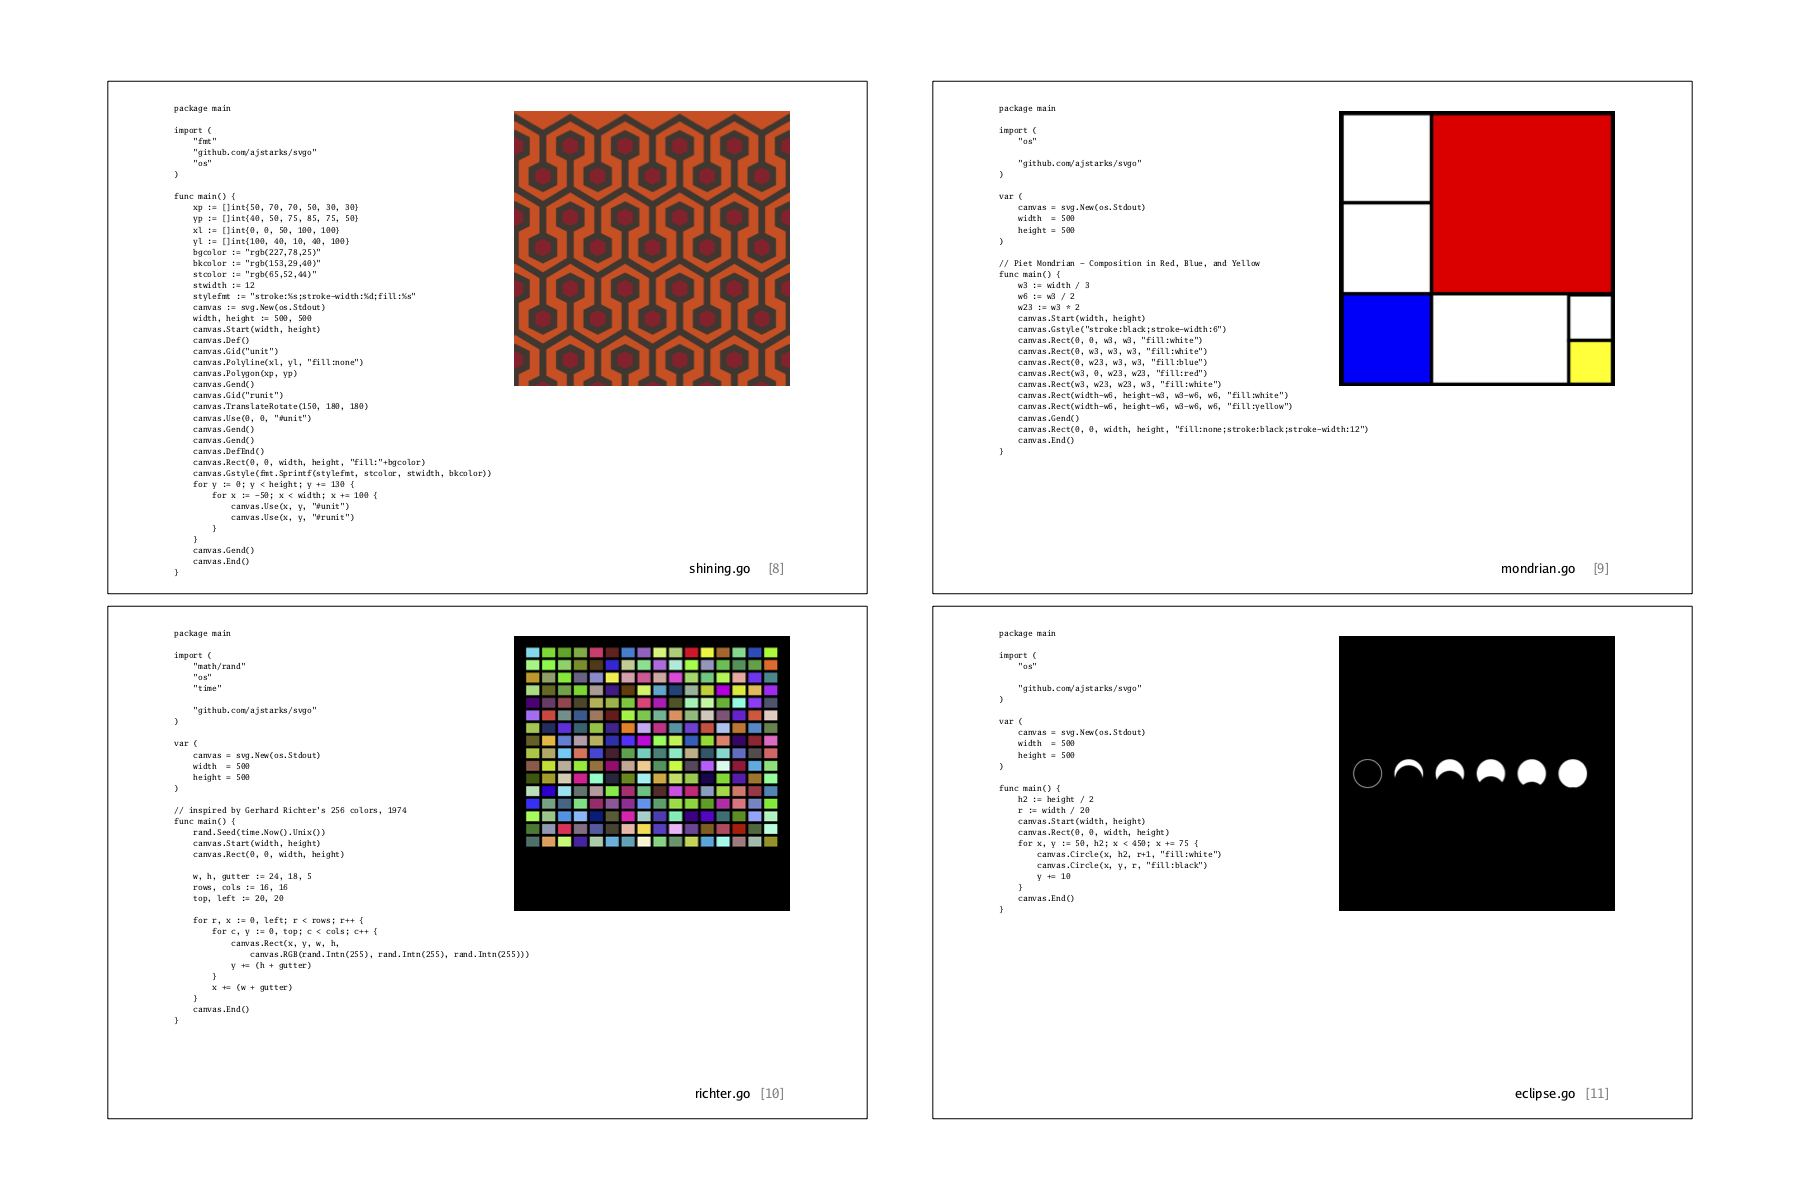 package main

import (
    "fmt"
    "github.com/ajstarks/svgo"
    "os"
)

func main() {
    xp := []int{50, 70, 70, 50, 30, 30}
    yp := []int{40, 50, 75, 85, 75, 50}
    xl := []int{0, 0, 50, 100, 100}
    yl := []int{100, 40, 10, 40, 100}
    bgcolor := "rgb(227,78,25)"
    bkcolor := "rgb(153,29,40)"
    stcolor := "rgb(65,52,44)"
    stwidth := 12
    stylefmt := "stroke:%s;stroke-width:%d;fill:%s"
    canvas := svg.New(os.Stdout)
    width, height := 500, 500
    canvas.Start(width, height)
    canvas.Def()
    canvas.Gid("unit")
    canvas.Polyline(xl, yl, "fill:none")
    canvas.Polygon(xp, yp)
    canvas.Gend()
    canvas.Gid("runit")
    canvas.TranslateRotate(150, 180, 180)
    canvas.Use(0, 0, "#unit")
    canvas.Gend()
    canvas.Gend()
    canvas.DefEnd()
    canvas.Rect(0, 0, width, height, "fill:"+bgcolor)
    canvas.Gstyle(fmt.Sprintf(stylefmt, stcolor, stwidth, bkcolor))
    for y := 0; y < height; y += 130 {
        for x := -50; x < width; x += 100 {
            canvas.Use(x, y, "#unit")
            canvas.Use(x, y, "#runit")
        }
    }
    canvas.Gend()
    canvas.End()
}
shining.go [8]

package main

import (
    "os"

    "github.com/ajstarks/svgo"
)

var (
    canvas = svg.New(os.Stdout)
    width  = 500
    height = 500
)

// Piet Mondrian - Composition in Red, Blue, and Yellow
func main() {
    w3 := width / 3
    w6 := w3 / 2
    w23 := w3 * 2
    canvas.Start(width, height)
    canvas.Gstyle("stroke:black;stroke-width:6")
    canvas.Rect(0, 0, w3, w3, "fill:white")
    canvas.Rect(0, w3, w3, w3, "fill:white")
    canvas.Rect(0, w23, w3, w3, "fill:blue")
    canvas.Rect(w3, 0, w23, w23, "fill:red")
    canvas.Rect(w3, w23, w23, w3, "fill:white")
    canvas.Rect(width-w6, height-w3, w3-w6, w6, "fill:white")
    canvas.Rect(width-w6, height-w6, w3-w6, w6, "fill:yellow")
    canvas.Gend()
    canvas.Rect(0, 0, width, height, "fill:none;stroke:black;stroke-width:12")
    canvas.End()
}
mondrian.go [9]

package main

import (
    "math/rand"
    "os"
    "time"

    "github.com/ajstarks/svgo"
)

var (
    canvas = svg.New(os.Stdout)
    width  = 500
    height = 500
)

// inspired by Gerhard Richter's 256 colors, 1974
func main() {
    rand.Seed(time.Now().Unix())
    canvas.Start(width, height)
    canvas.Rect(0, 0, width, height)

    w, h, gutter := 24, 18, 5
    rows, cols := 16, 16
    top, left := 20, 20

    for r, x := 0, left; r < rows; r++ {
        for c, y := 0, top; c < cols; c++ {
            canvas.Rect(x, y, w, h,
                canvas.RGB(rand.Intn(255), rand.Intn(255), rand.Intn(255)))
            y += (h + gutter)
        }
        x += (w + gutter)
    }
    canvas.End()
}
richter.go [10]

package main

import (
    "os"

    "github.com/ajstarks/svgo"
)

var (
    canvas = svg.New(os.Stdout)
    width  = 500
    height = 500
)

func main() {
    h2 := height / 2
    r := width / 20
    canvas.Start(width, height)
    canvas.Rect(0, 0, width, height)
    for x, y := 50, h2; x < 450; x += 75 {
        canvas.Circle(x, h2, r+1, "fill:white")
        canvas.Circle(x, y, r, "fill:black")
        y += 10
    }
    canvas.End()
}
eclipse.go [11]